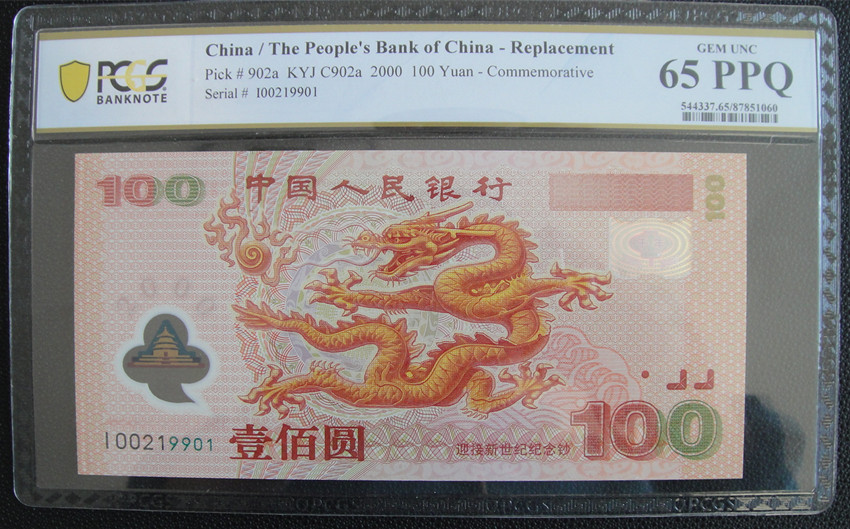 PCGS
BANKNOTE
China / The People's Bank of China - Replacement
Pick # 902a KYJ C902a 2000 100 Yuan - Commemorative
Serial # I00219901
GEM UNC
65 PPQ
544337.65/87851060
100
中国人民银行
100
2000
I00219901
壹佰圆
迎接新世纪纪念钞
100
PCGS